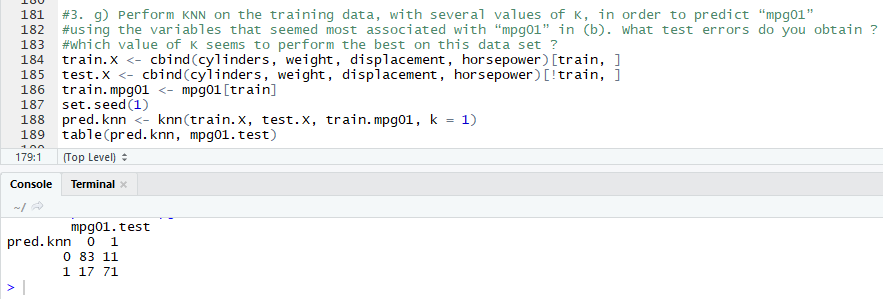 181 #3. g) Perform KNN on the training data, with several values of K, in order to predict “mpg01”
182 #using the variables that seemed most associated with “mpg01” in (b). What test errors do you obtain ?
183 #Which value of K seems to perform the best on this data set ?
184 train.X <- cbind(cylinders, weight, displacement, horsepower)[train, ]
185 test.X <- cbind(cylinders, weight, displacement, horsepower)[!train, ]
186 train.mpg01 <- mpg01[train]
187 set.seed(1)
188 pred.knn <- knn(train.X, test.X, train.mpg01, k = 1)
189 table(pred.knn, mpg01.test)
179:1 (Top Level)
Console Terminal ×
~/
mpg01.test
pred.knn 0 1
0 83 11
1 17 71
>